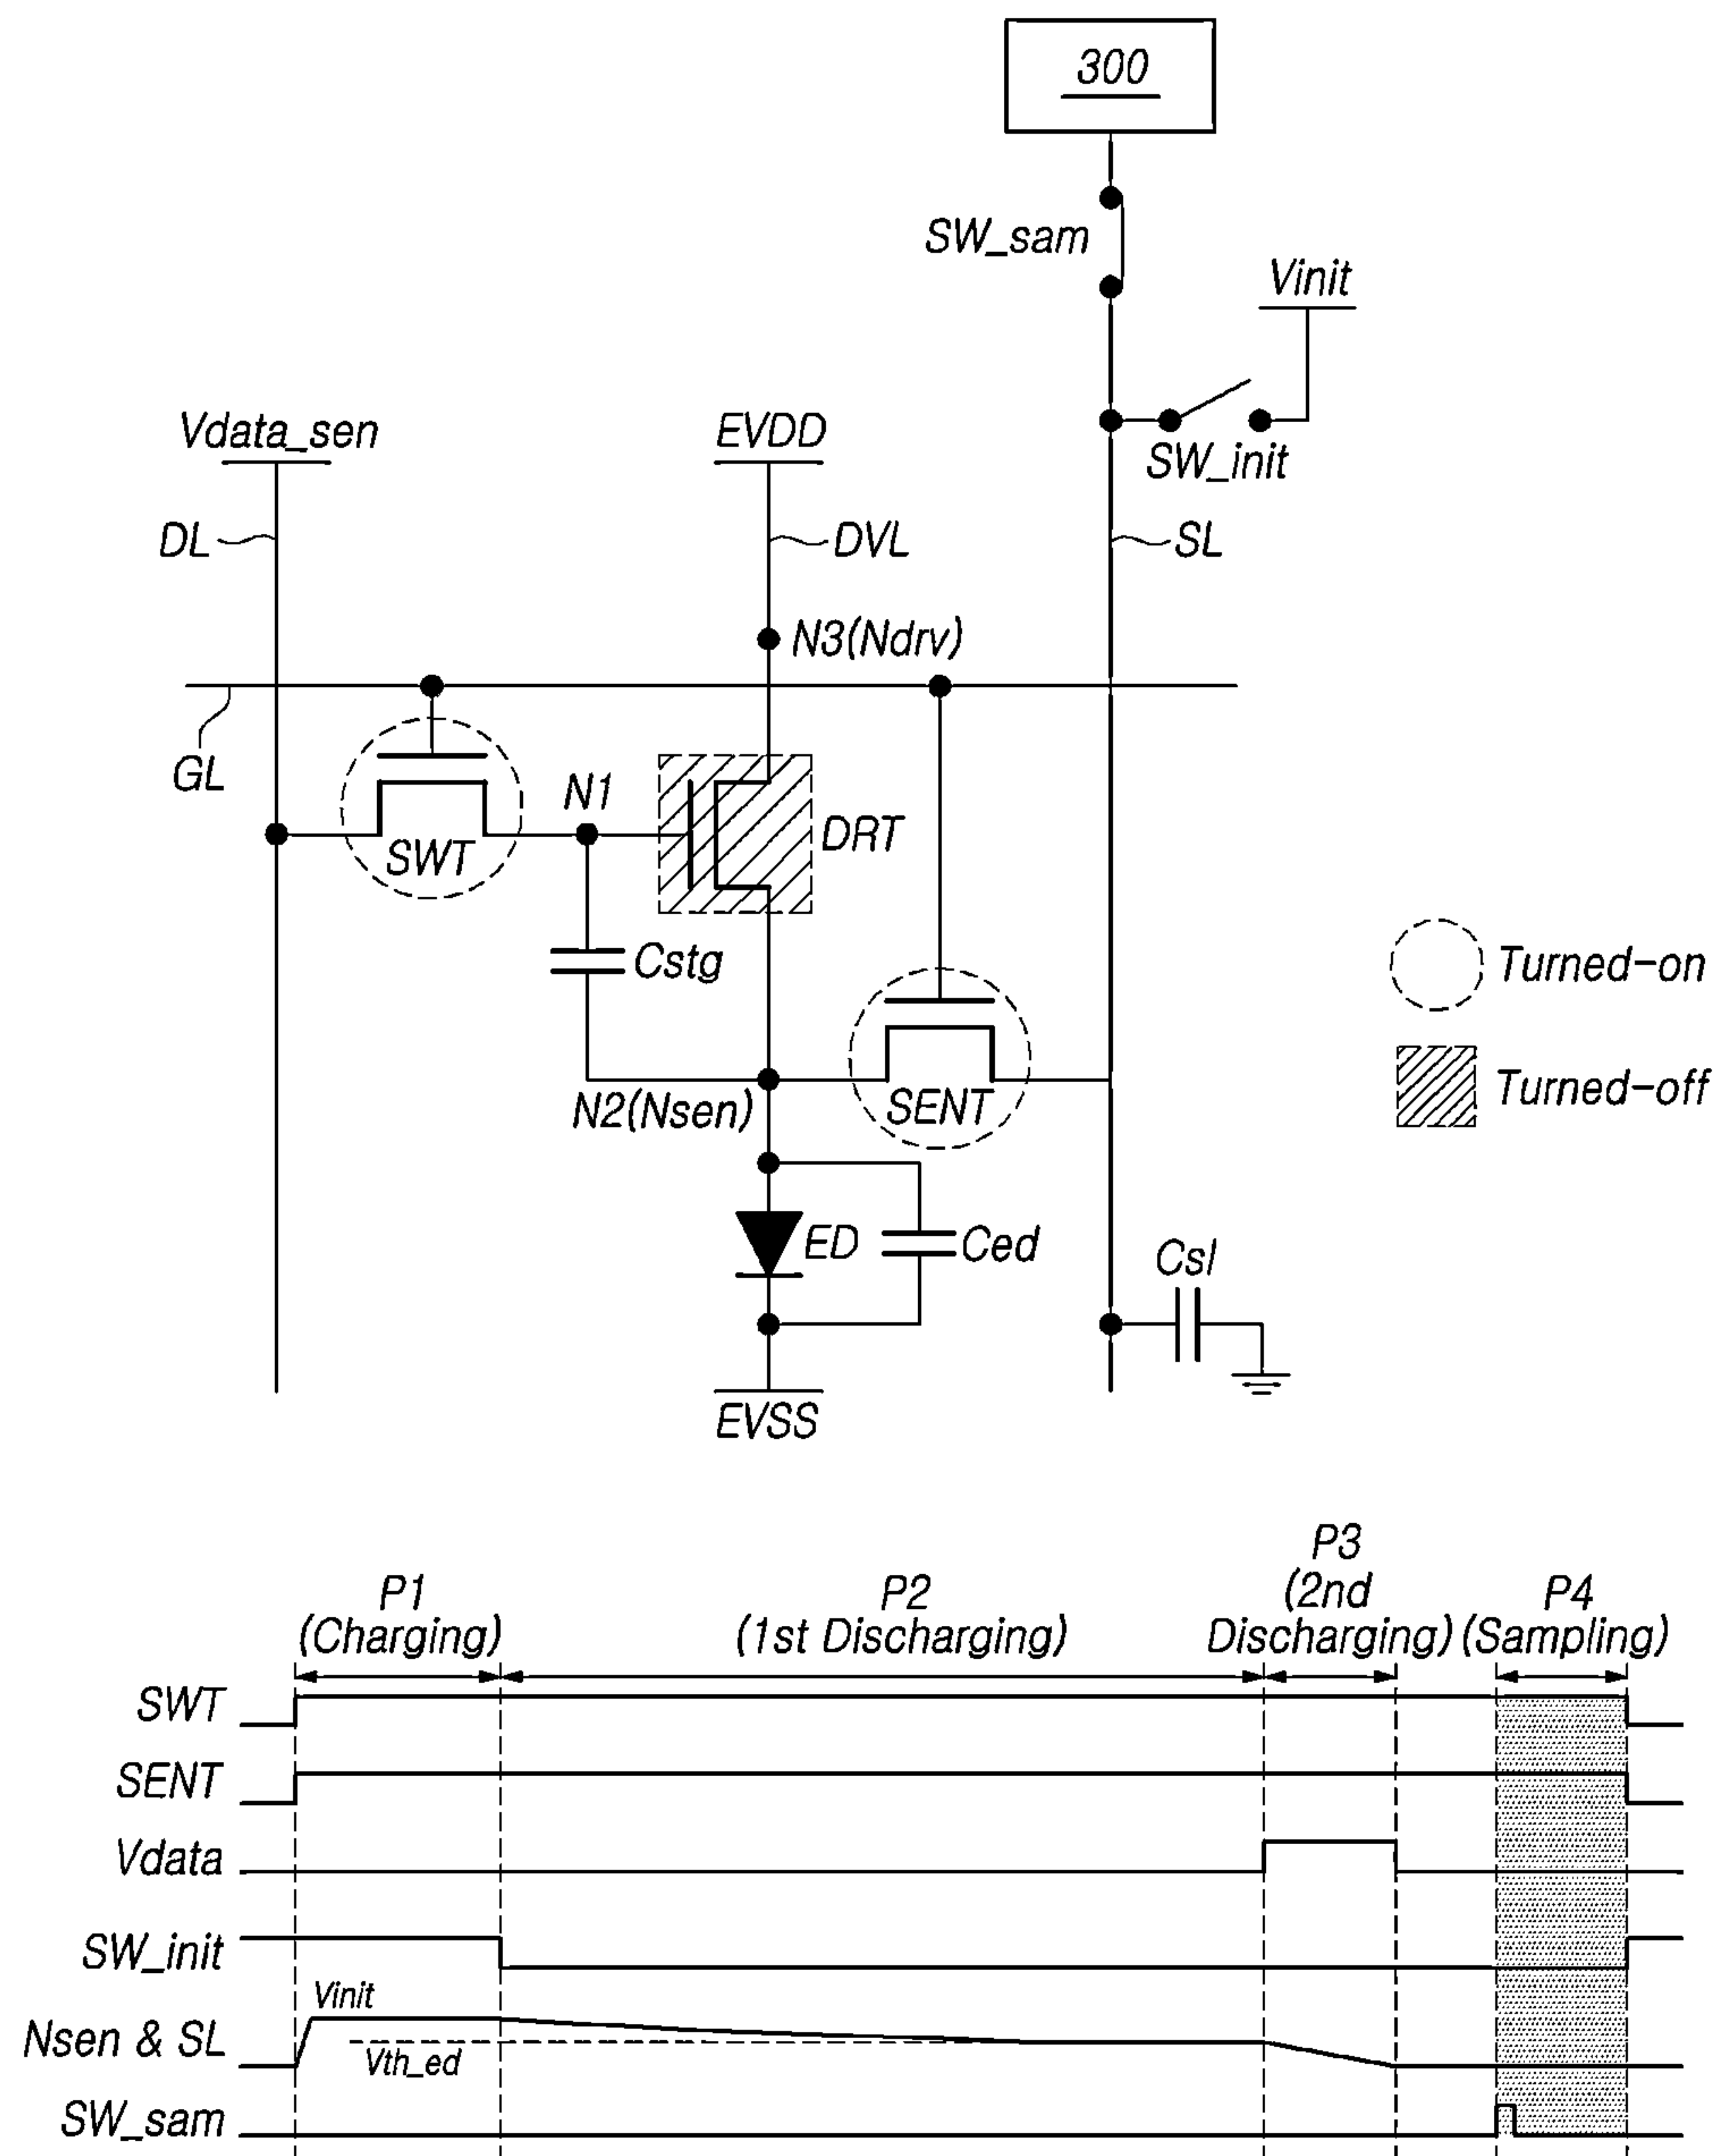 300
SW_sam
Vinit
SW_init
Vdata_sen
EVDD
DL
DVL
SL
N3(Ndrv)
GL
N1
SWT
DRT
Cstg
Turned-on
SENT
N2(Nsen)
Turned-off
ED
Ced
Csl
EVSS
P1
(Charging)
P2
(1st Discharging)
P3
(2nd
Discharging)
P4
(Sampling)
SWT
SENT
Vdata
SW_init
Vinit
Nsen & SL
Vth_ed
SW_sam